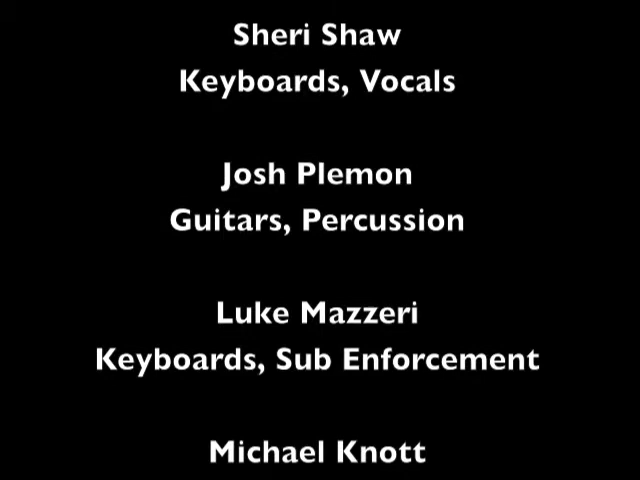 Sheri Shaw
Keyboards, Vocals
Josh Plemon
Guitars, Percussion
Luke Mazzeri
Keyboards, Sub Enforcement
Michael Knott